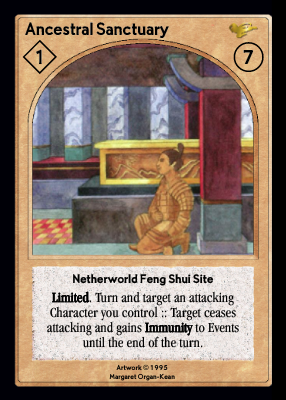 Ancestral Sanctuary
1
7
Netherworld Feng Shui Site
Limited. Turn and target an attacking
Character you control :: Target ceases
attacking and gains Immunity to Events
until the end of the turn.
Artwork © 1995
Margaret Organ-Kean